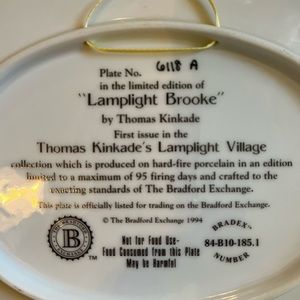 Plate No. 6118 A
in the limited edition of
"Lamplight Brooke"
by Thomas Kinkade
First issue in the
Thomas Kinkade's Lamplight Village
collection which is produced on hard-fire porcelain in an edition
limited to a maximum of 95 firing days and crafted to the
exacting standards of The Bradford Exchange.
This plate is officially listed for trading on the Bradford Exchange.
© The Bradford Exchange 1994
B
TM
Not for Food Use-
Food Consumed from this Plate
May be Harmful
BRADEX
84-B10-185.1
NUMBER